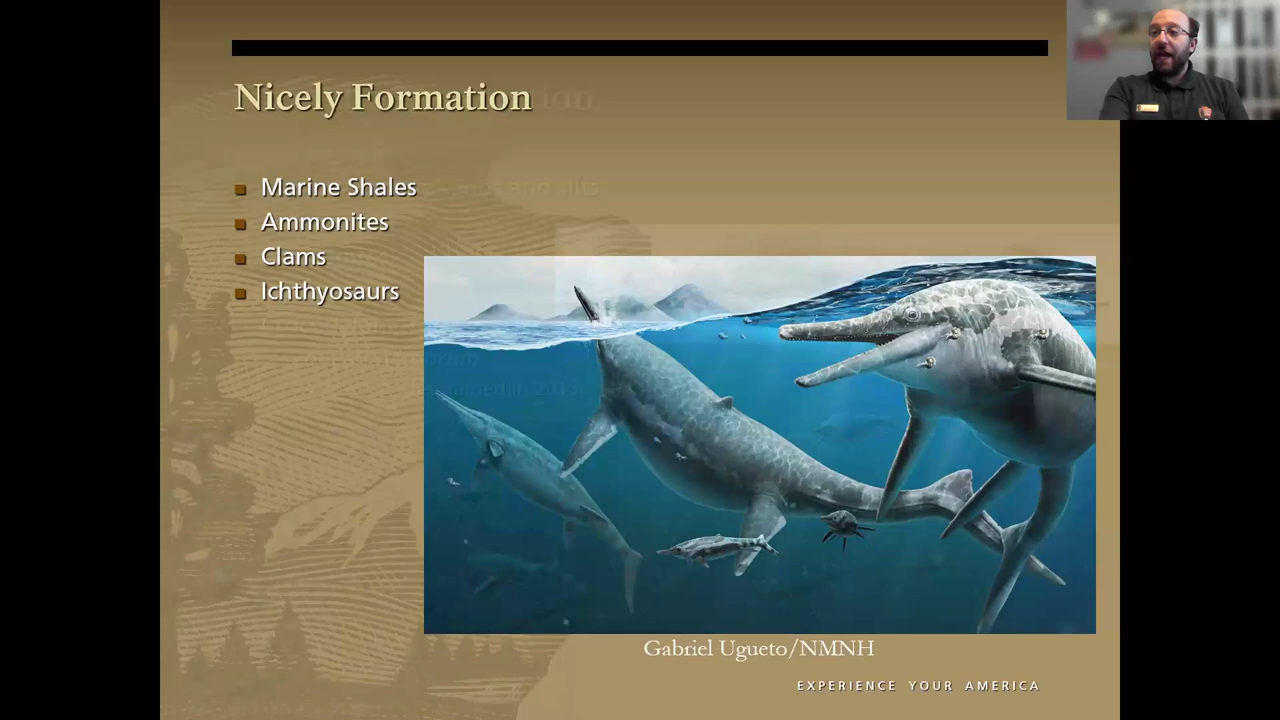 Nicely Formation
Marine Shales
Ammonites
Clams
Ichthyosaurs
Gabriel Ugueto/NMNH
EXPERIENCE YOUR AMERICA